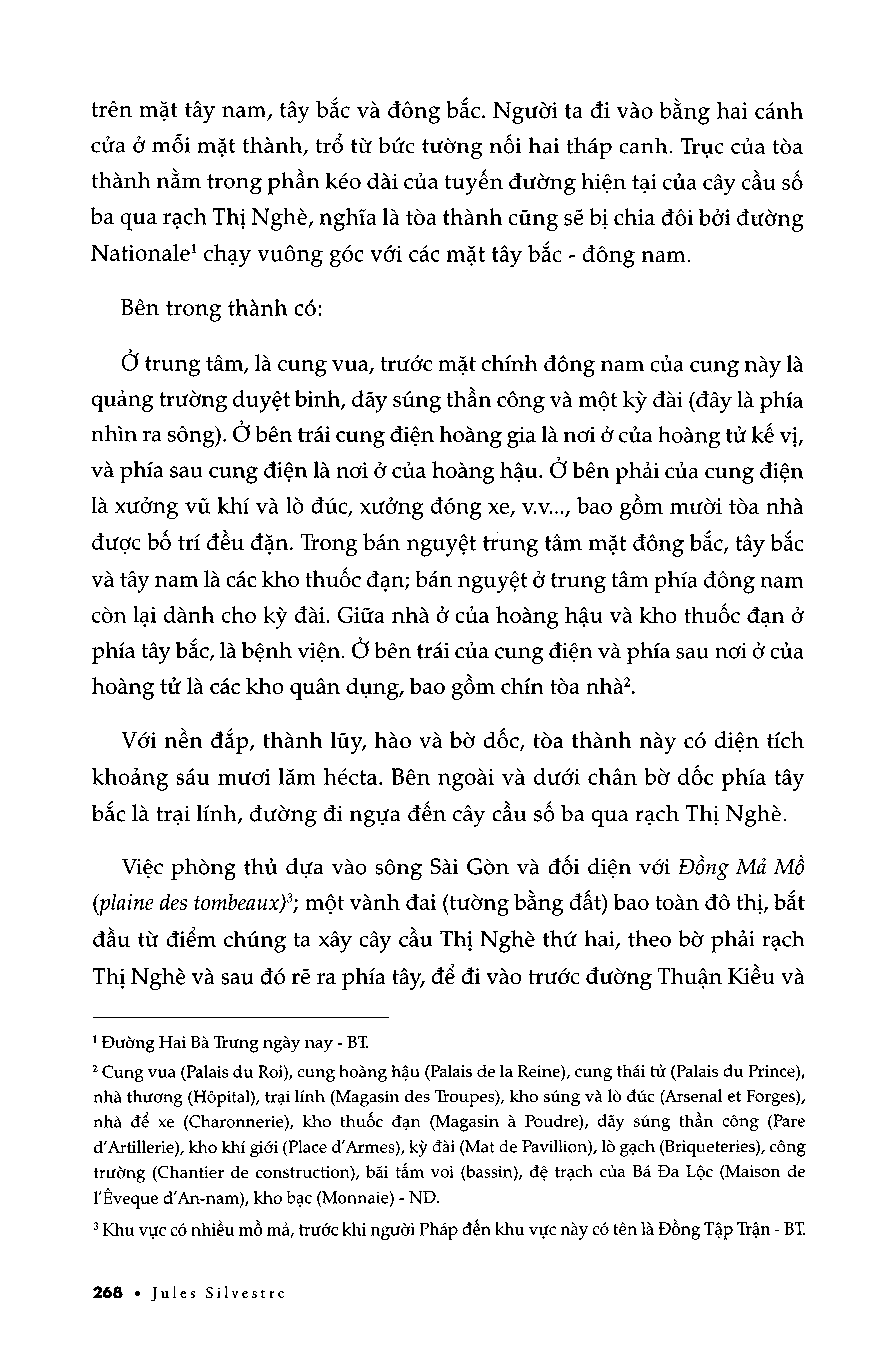 trên mặt tây nam, tây bắc và đông bắc. Người ta đi vào bằng hai cánh
cửa ở mỗi mặt thành, trổ từ bức tường nối hai tháp canh. Trục của tòa
thành nằm trong phần kéo dài của tuyến đường hiện tại của cây cầu số
ba qua rạch Thị Nghè, nghĩa là tòa thành cũng sẽ bị chia đôi bởi đường
Nationale¹ chạy vuông góc với các mặt tây bắc - đông nam.
Bên trong thành có:
Ở trung tâm, là cung vua, trước mặt chính đông nam của cung này là
quảng trường duyệt binh, dãy súng thần công và một kỳ đài (đây là phía
nhìn ra sông). Ở bên trái cung điện hoàng gia là nơi ở của hoàng tử kế vị,
và phía sau cung điện là nơi ở của hoàng hậu. Ở bên phải của cung điện
là xưởng vũ khí và lò đúc, xưởng đóng xe, v.v..., bao gồm mười tòa nhà
được bố trí đều đặn. Trong bán nguyệt trung tâm mặt đông bắc, tây bắc
và tây nam là các kho thuốc đạn; bán nguyệt ở trung tâm phía đông nam
còn lại dành cho kỳ đài. Giữa nhà ở của hoàng hậu và kho thuốc đạn ở
phía tây bắc, là bệnh viện. Ở bên trái của cung điện và phía sau nơi ở của
hoàng tử là các kho quân dụng, bao gồm chín tòa nhà².
Với nền đắp, thành lũy, hào và bờ dốc, tòa thành này có diện tích
khoảng sáu mươi lăm hécta. Bên ngoài và dưới chân bờ dốc phía tây
bắc là trại lính, đường đi ngựa đến cây cầu số ba qua rạch Thị Nghè.
Việc phòng thủ dựa vào sông Sài Gòn và đối diện với Đồng Mả Mồ
(plaine des tombeaux)³; một vành đai (tường bằng đất) bao toàn đô thị, bắt
đầu từ điểm chúng ta xây cây cầu Thị Nghè thứ hai, theo bờ phải rạch
Thị Nghè và sau đó rẽ ra phía tây, để đi vào trước đường Thuận Kiều và
¹ Đường Hai Bà Trưng ngày nay - BT.
² Cung vua (Palais du Roi), cung hoàng hậu (Palais de la Reine), cung thái tử (Palais du Prince),
nhà thương (Hôpital), trại lính (Magasin des Troupes), kho súng và lò đúc (Arsenal et Forges),
nhà để xe (Charonnerie), kho thuốc đạn (Magasin à Poudre), dãy súng thần công (Pare
d'Artillerie), kho khí giới (Place d'Armes), kỳ đài (Mat de Pavillion), lò gạch (Briqueteries), công
trường (Chantier de construction), bãi tắm voi (bassin), đệ trạch của Bá Đa Lộc (Maison de
l'Êveque d'An-nam), kho bạc (Monnaie) - ND.
³ Khu vực có nhiều mồ mả, trước khi người Pháp đến khu vực này có tên là Đồng Tập Trận - BT.
268 • Jules Silvestre